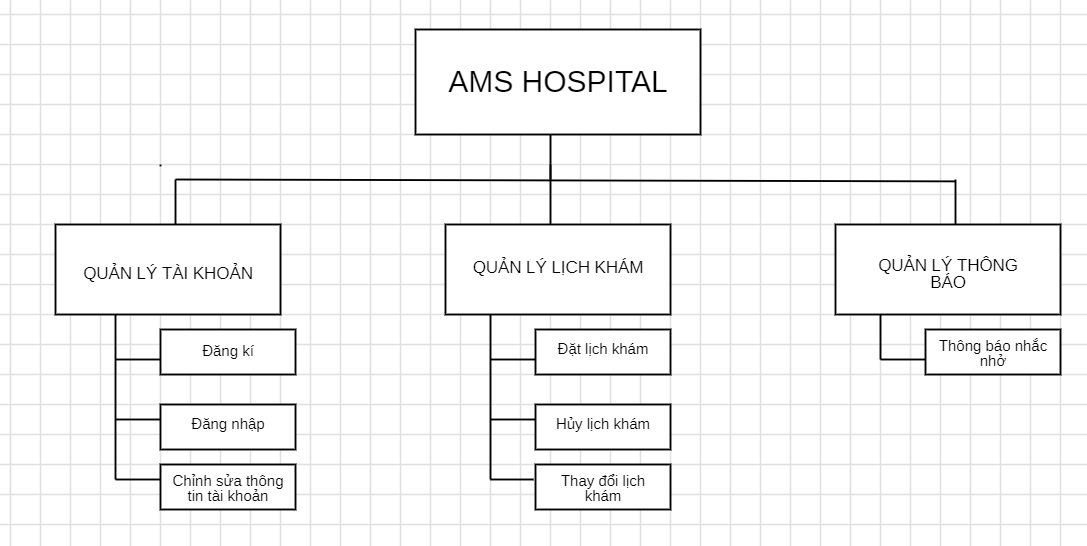 AMS HOSPITAL
QUẢN LÝ TÀI KHOẢN
QUẢN LÝ LỊCH KHÁM
QUẢN LÝ THÔNG
BÁO
Đăng kí
Đăng nhập
Chỉnh sửa thông
tin tài khoản
Đặt lịch khám
Hủy lịch khám
Thay đổi lịch
khám
Thông báo nhắc
nhở